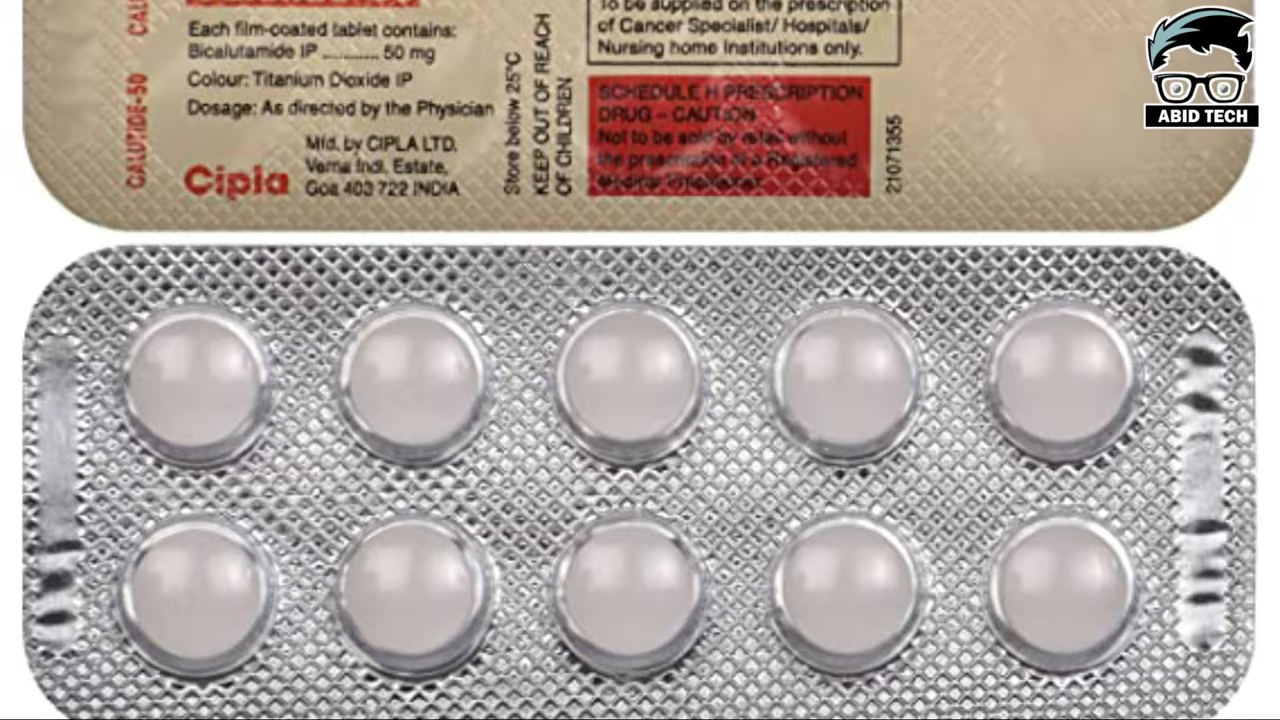 CALUTIDE-50 CAL
Each film-coated tablet contains:
Bicalutamide IP ........... 50 mg
Colour: Titanium Dioxide IP
Dosage: As directed by the Physician
Mfd. by CIPLA LTD.
Verna Indl. Estate,
Goa 403 722 INDIA
Cipla
Store below 25°C
KEEP OUT OF REACH
OF CHILDREN
To be supplied on the prescription
of Cancer Specialist/ Hospitals/
Nursing home Institutions only.
SCHEDULE H PRESCRIPTION
DRUG – CAUTION
Not to be sold by retail without
the prescription of a Registered
Medical Practitioner.
21071355
ABID TECH